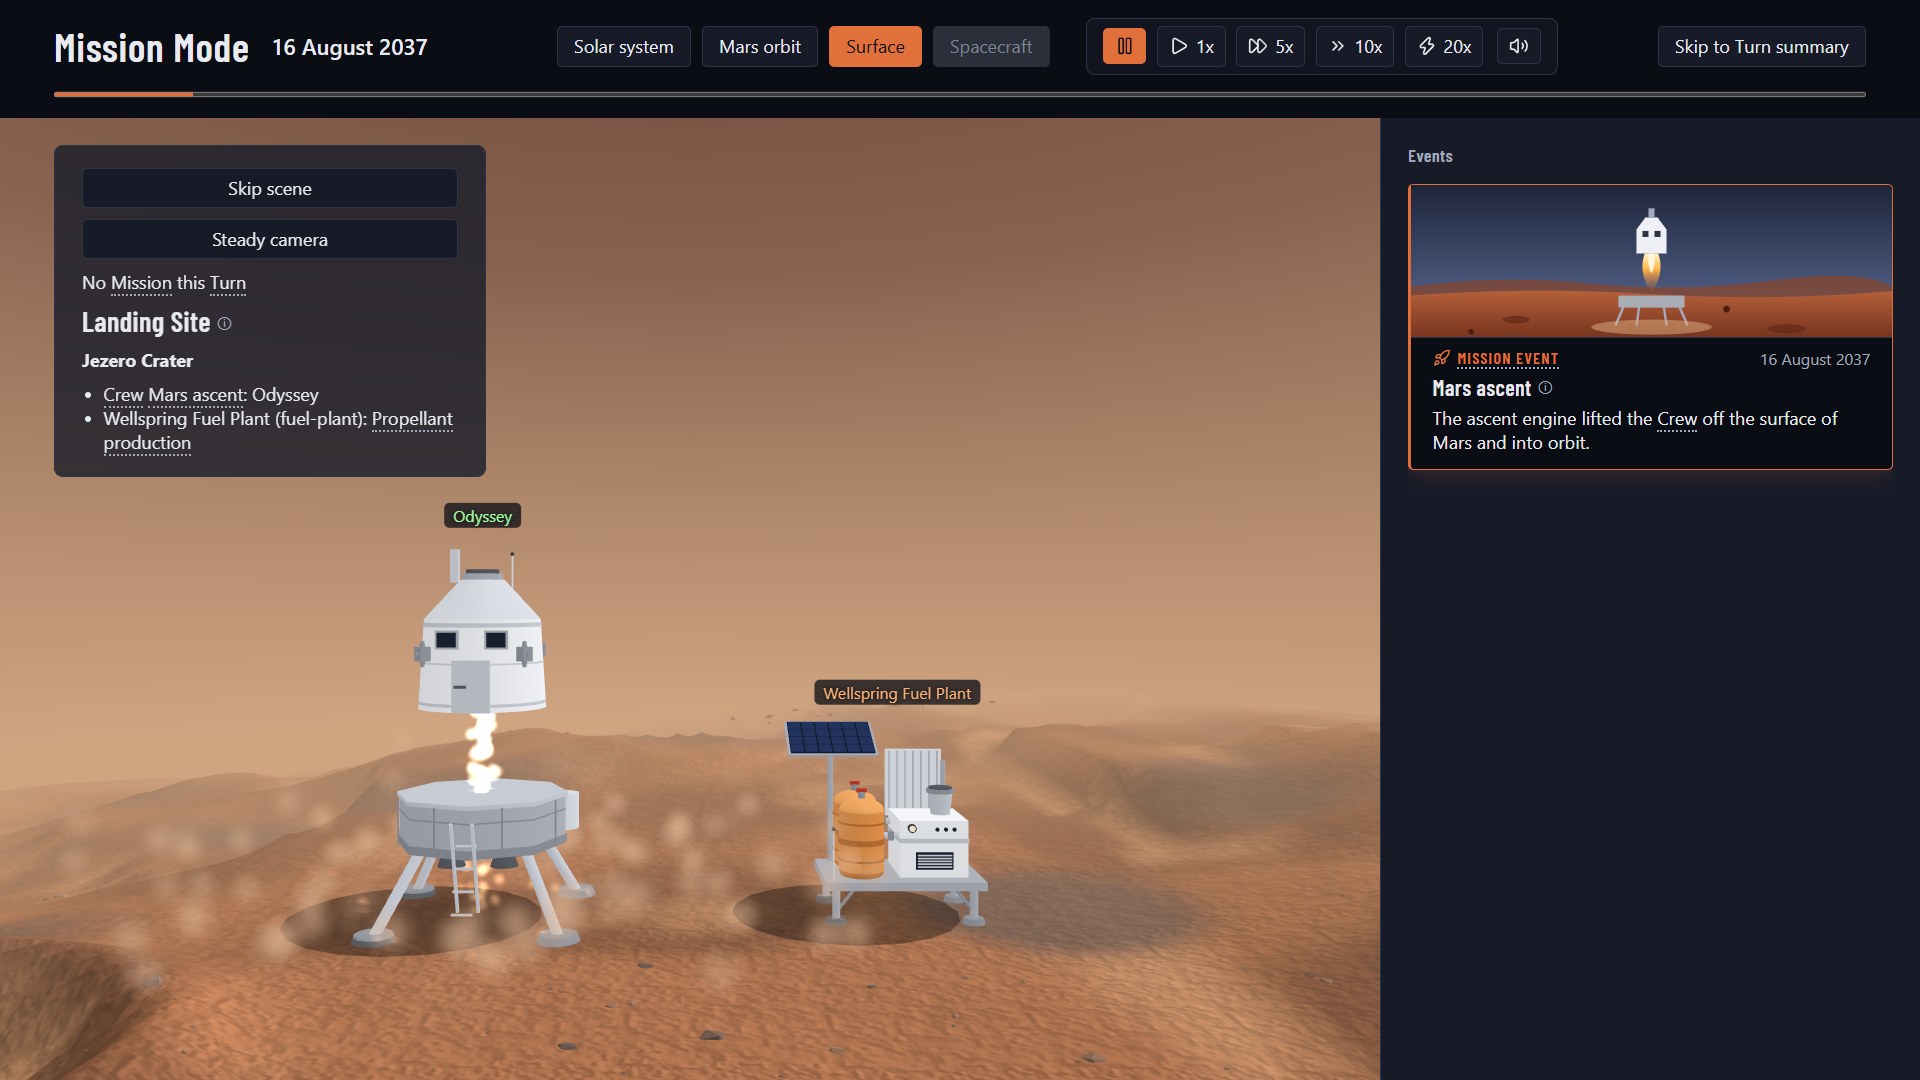 Mission Mode
16 August 2037
Solar system
Mars orbit
Surface
Spacecraft
1x
5x
10x
20x
Skip to Turn summary
Skip scene
Steady camera
No Mission this Turn
Landing Site
Jezero Crater
Crew Mars ascent: Odyssey
Wellspring Fuel Plant (fuel-plant): Propellant
production
Odyssey
Wellspring Fuel Plant
Events
MISSION EVENT
16 August 2037
Mars ascent
The ascent engine lifted the Crew off the surface of
Mars and into orbit.